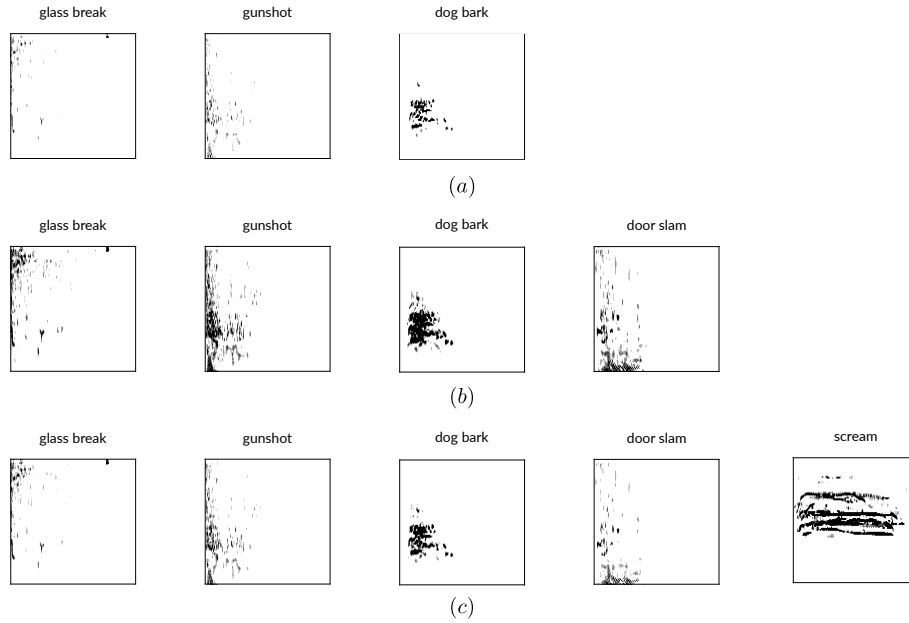 glass break gunshot dog bark
(a)
glass break gunshot dog bark door slam
(b)
glass break gunshot dog bark door slam scream
(c)